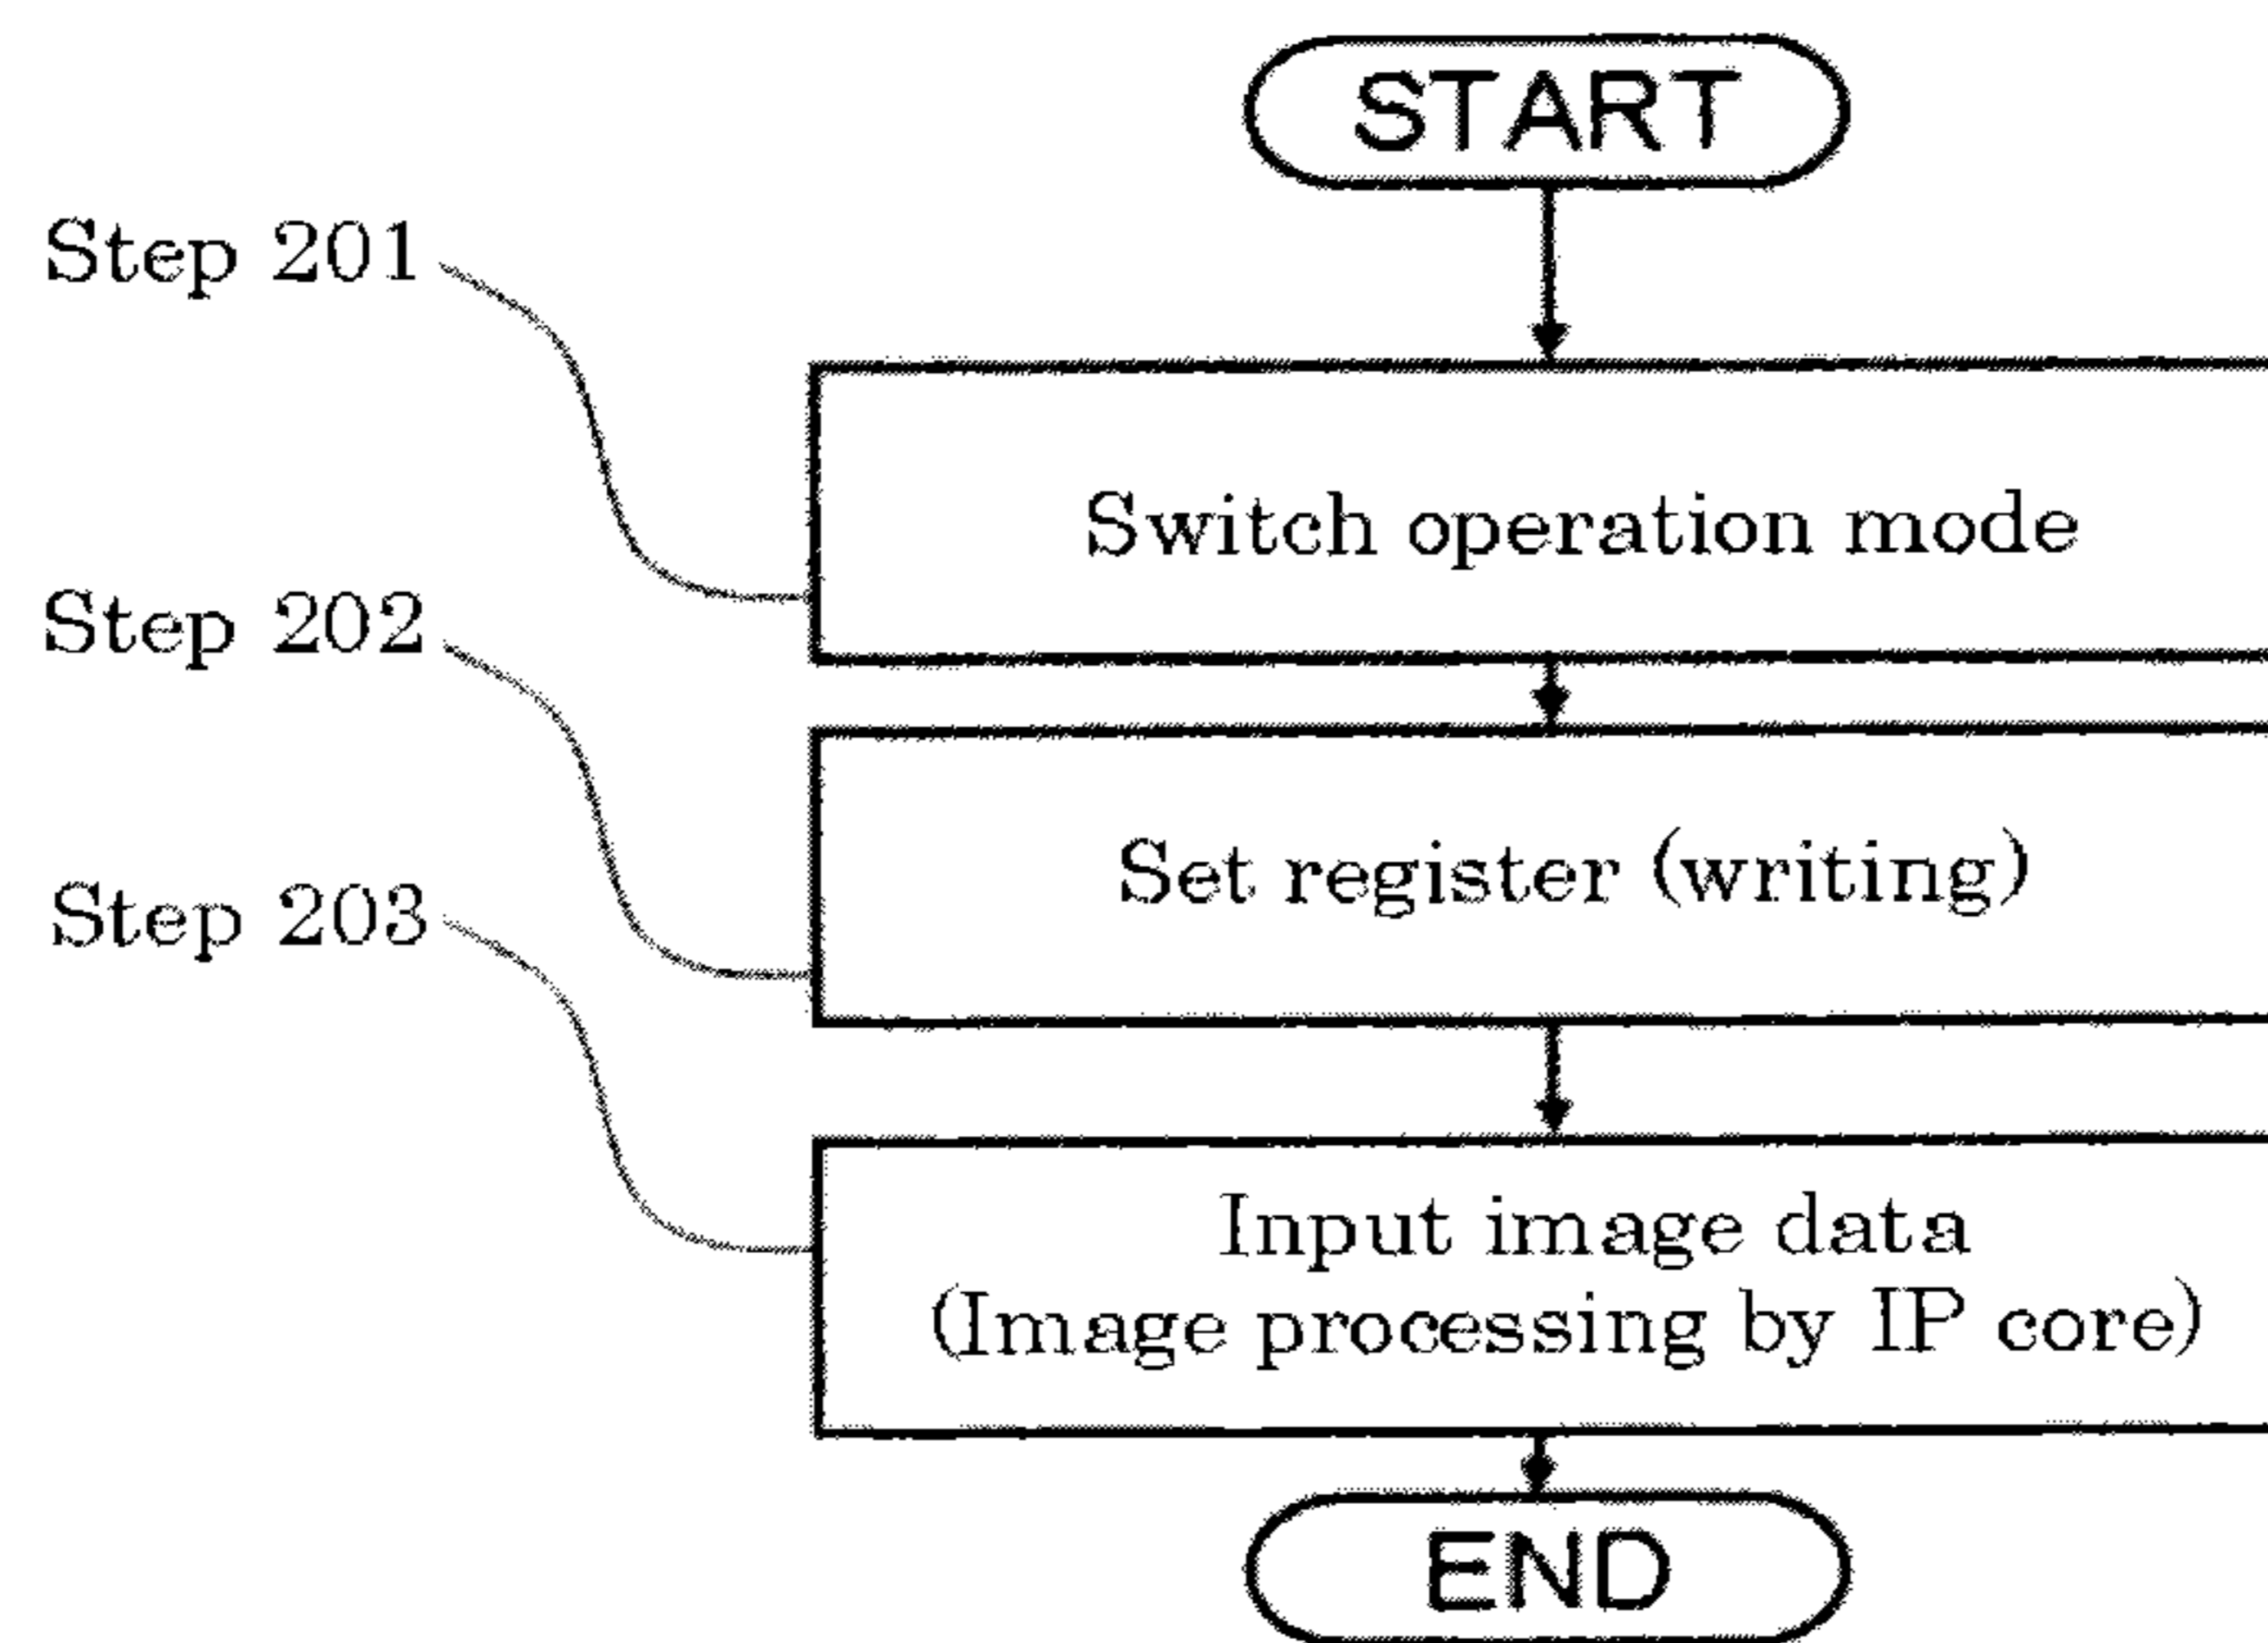 START
Step 201
Switch operation mode
Step 202
Set register (writing)
Step 203
Input image data
(Image processing by IP core)
END